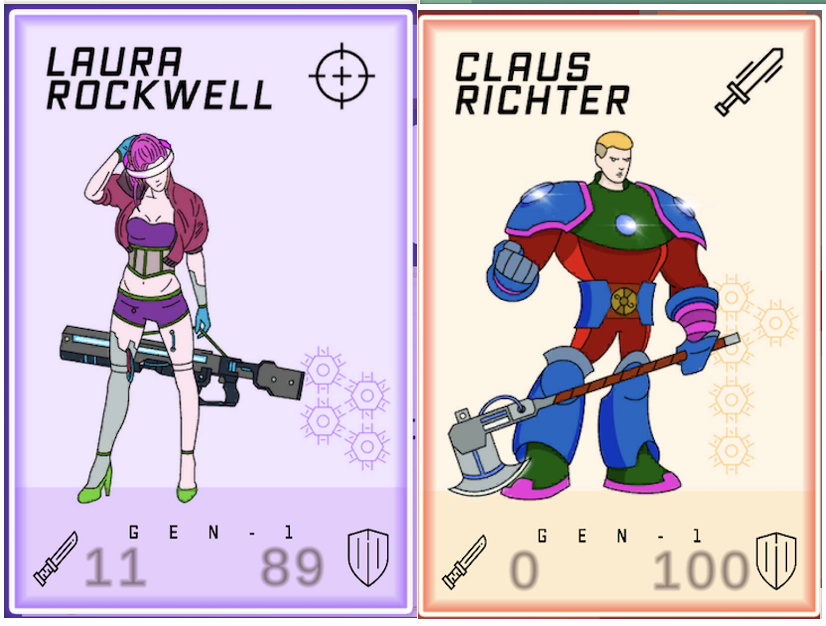 LAURA
ROCKWELL
GEN-1
11
89
CLAUS
RICHTER
GEN-1
0
100